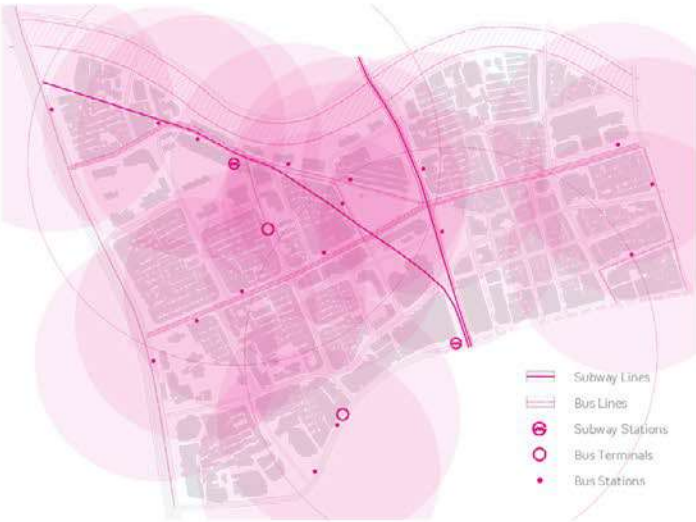 Subway Lines
Bus Lines
Subway Stations
Bus Terminals
Bus Stations